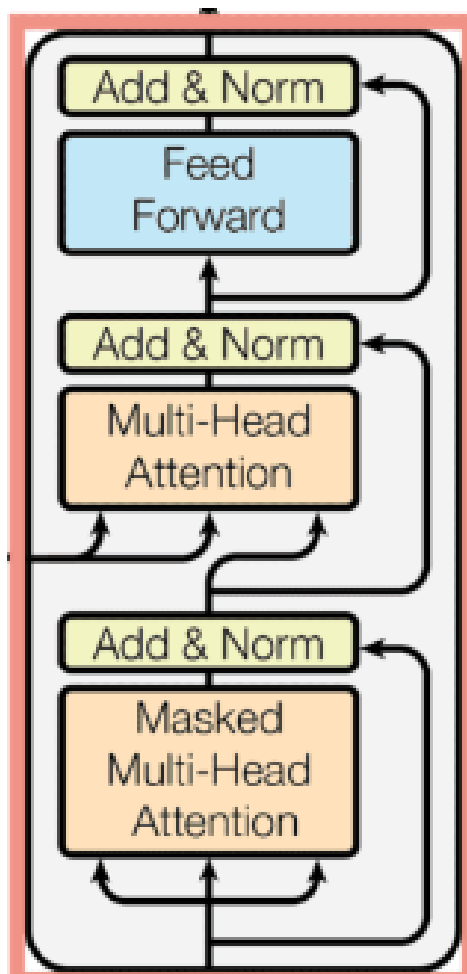 Add & Norm
Feed
Forward
Add & Norm
Multi-Head
Attention
Add & Norm
Masked
Multi-Head
Attention